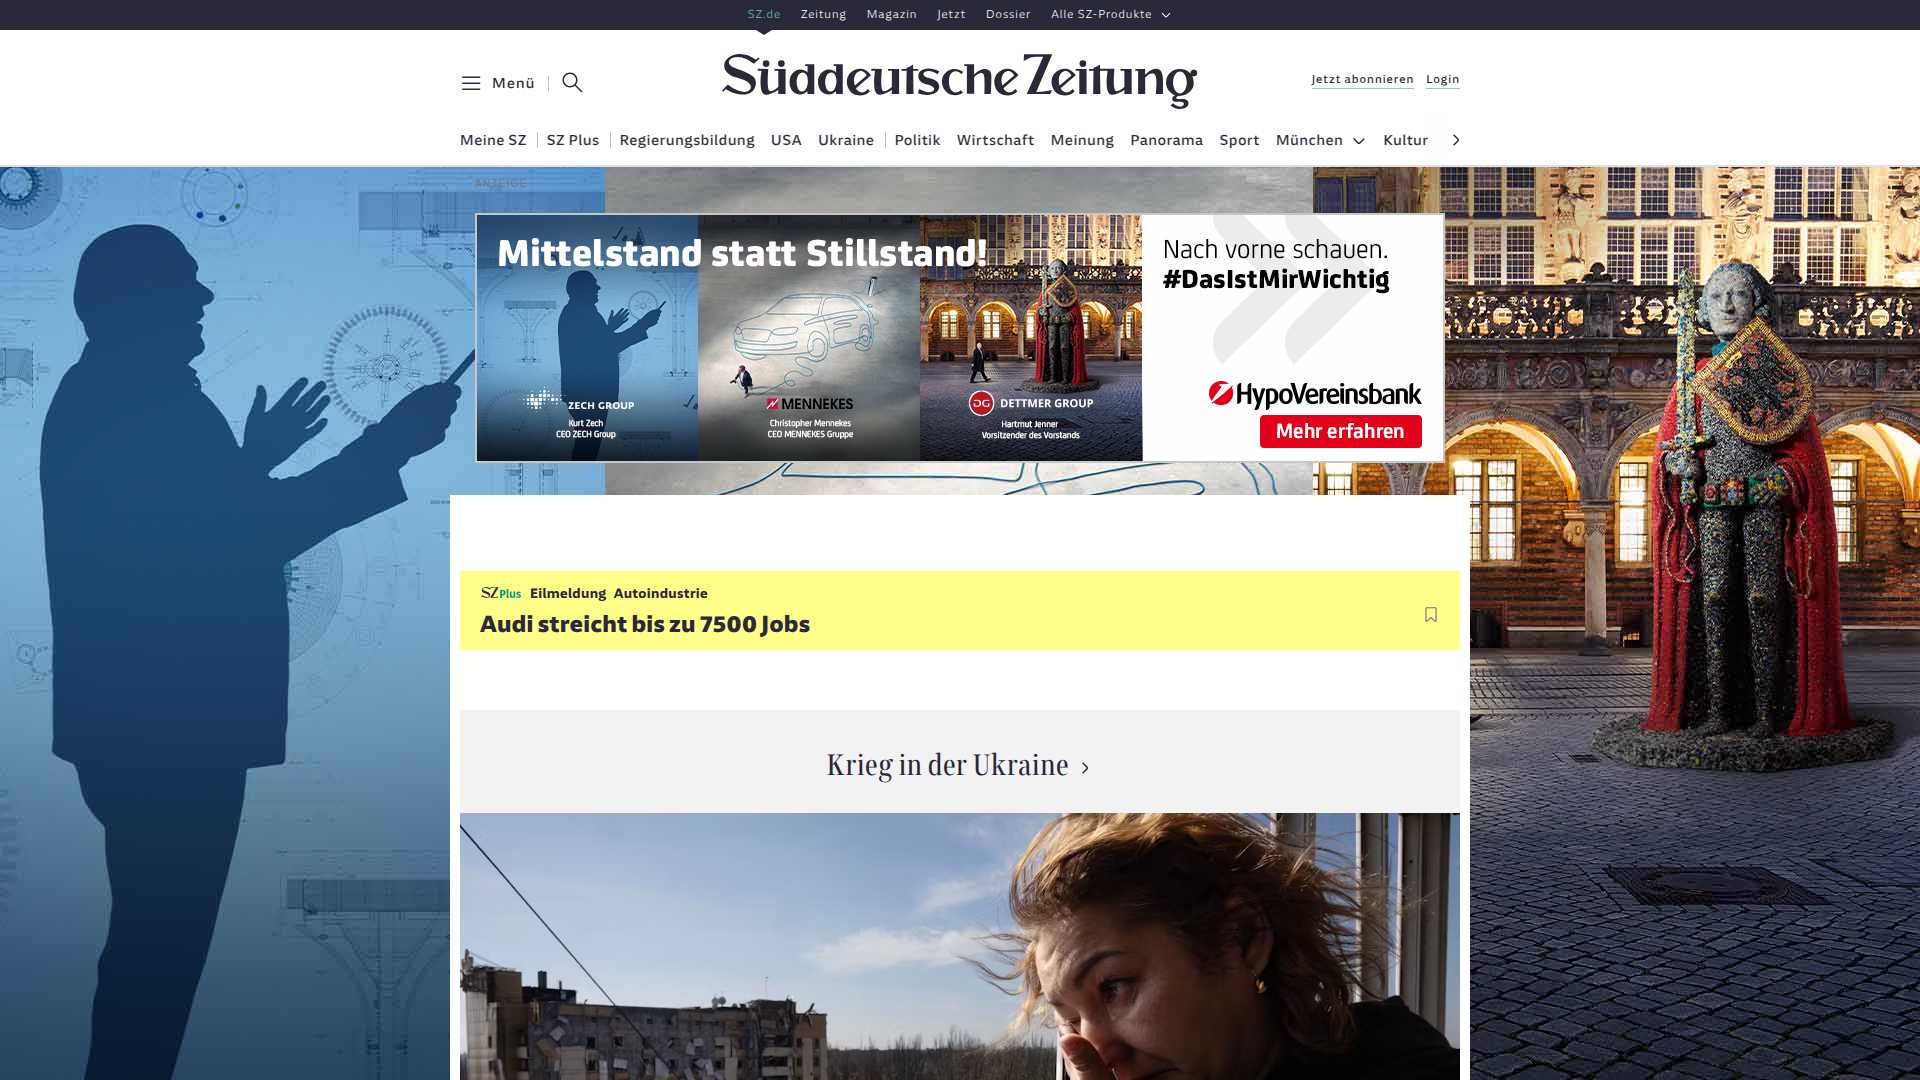 SZ.de Zeitung Magazin Jetzt Dossier Alle SZ-Produkte
Menü
Süddeutsche Zeitung
Jetzt abonnieren Login
Meine SZ SZ Plus Regierungsbildung USA Ukraine Politik Wirtschaft Meinung Panorama Sport München Kultur
ANZEIGE
Mittelstand statt Stillstand!
Nach vorne schauen.
#DasIstMirWichtig
ZECH GROUP
Kurt Zech
CEO ZECH Group
MENNEKES
Christopher Mennekes
CEO MENNEKES Gruppe
DG DETTMER GROUP
Hartmut Jenner
Vorsitzender des Vorstands
HypoVereinsbank
Mehr erfahren
SZ Plus Eilmeldung Autoindustrie
Audi streicht bis zu 7500 Jobs
Krieg in der Ukraine